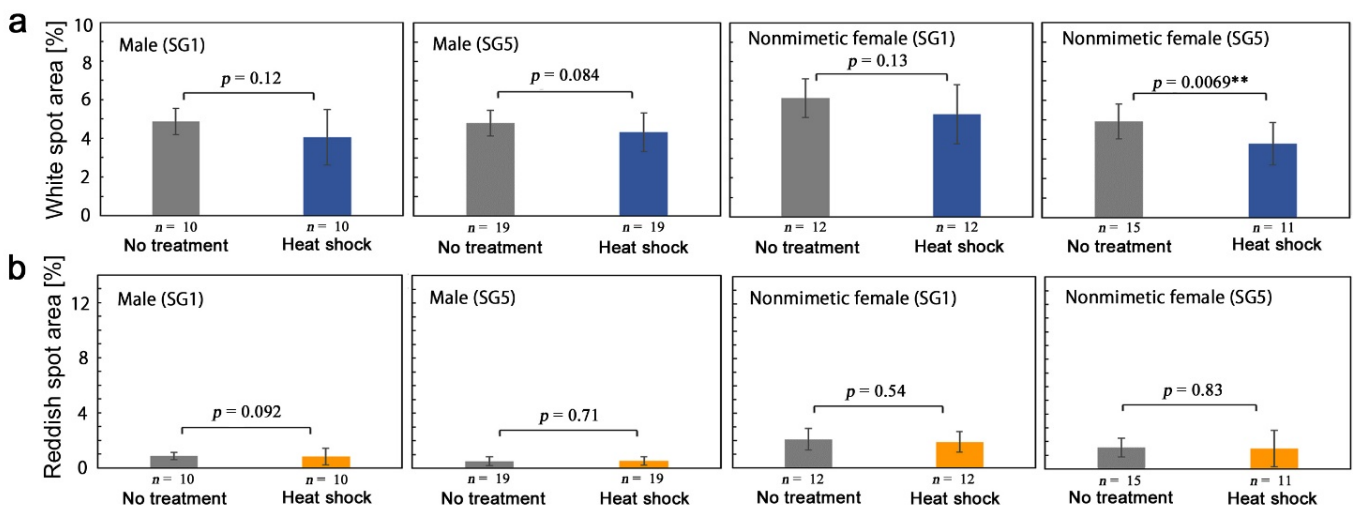 a
White spot area [%]
10
8
6
4
2
0
Male (SG1)
p = 0.12
n = 10
n = 10
No treatment
Heat shock
Male (SG5)
p = 0.084
n = 19
n = 19
No treatment
Heat shock
Nonmimetic female (SG1)
p = 0.13
n = 12
n = 12
No treatment
Heat shock
Nonmimetic female (SG5)
p = 0.0069**
n = 15
n = 11
No treatment
Heat shock
b
Reddish spot area [%]
12
8
4
0
Male (SG1)
p = 0.092
n = 10
n = 10
No treatment
Heat shock
Male (SG5)
p = 0.71
n = 19
n = 19
No treatment
Heat shock
Nonmimetic female (SG1)
p = 0.54
n = 12
n = 12
No treatment
Heat shock
Nonmimetic female (SG5)
p = 0.83
n = 15
n = 11
No treatment
Heat shock